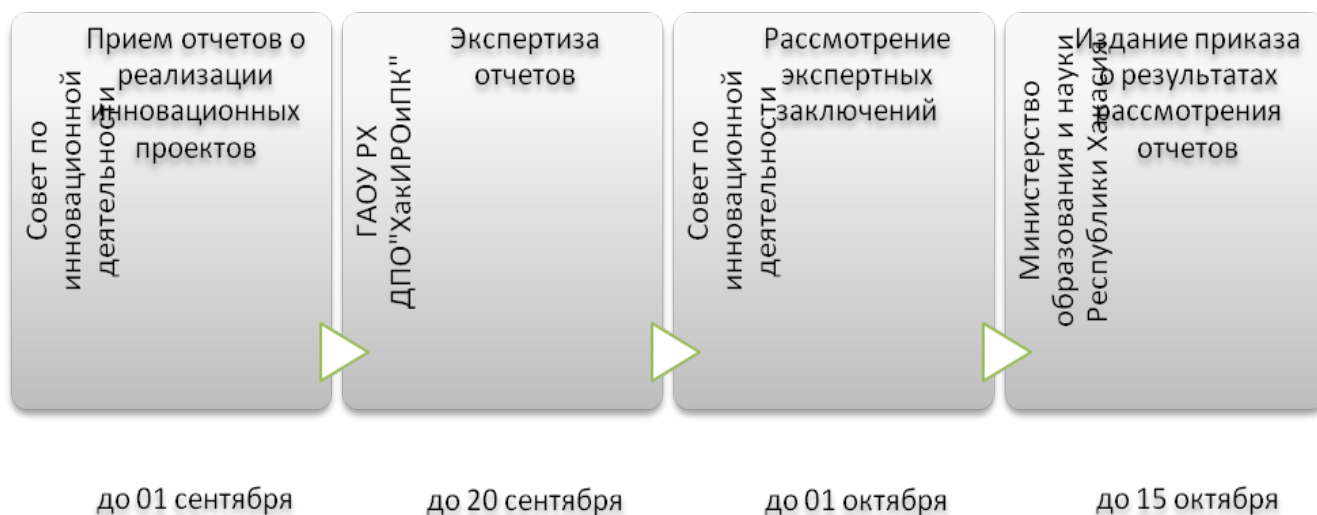 Совет по
инновационной
деятельности
Прием отчетов о
реализации
инновационных
проектов
ГАОУ РХ
ДПО"ХакИРОиПК"
Экспертиза
отчетов
Совет по
инновационной
деятельности
Рассмотрение
экспертных
заключений
Министерство
образования и науки
Республики Хакасия
Издание приказа
о результатах
рассмотрения
отчетов
до 01 сентября
до 20 сентября
до 01 октября
до 15 октября